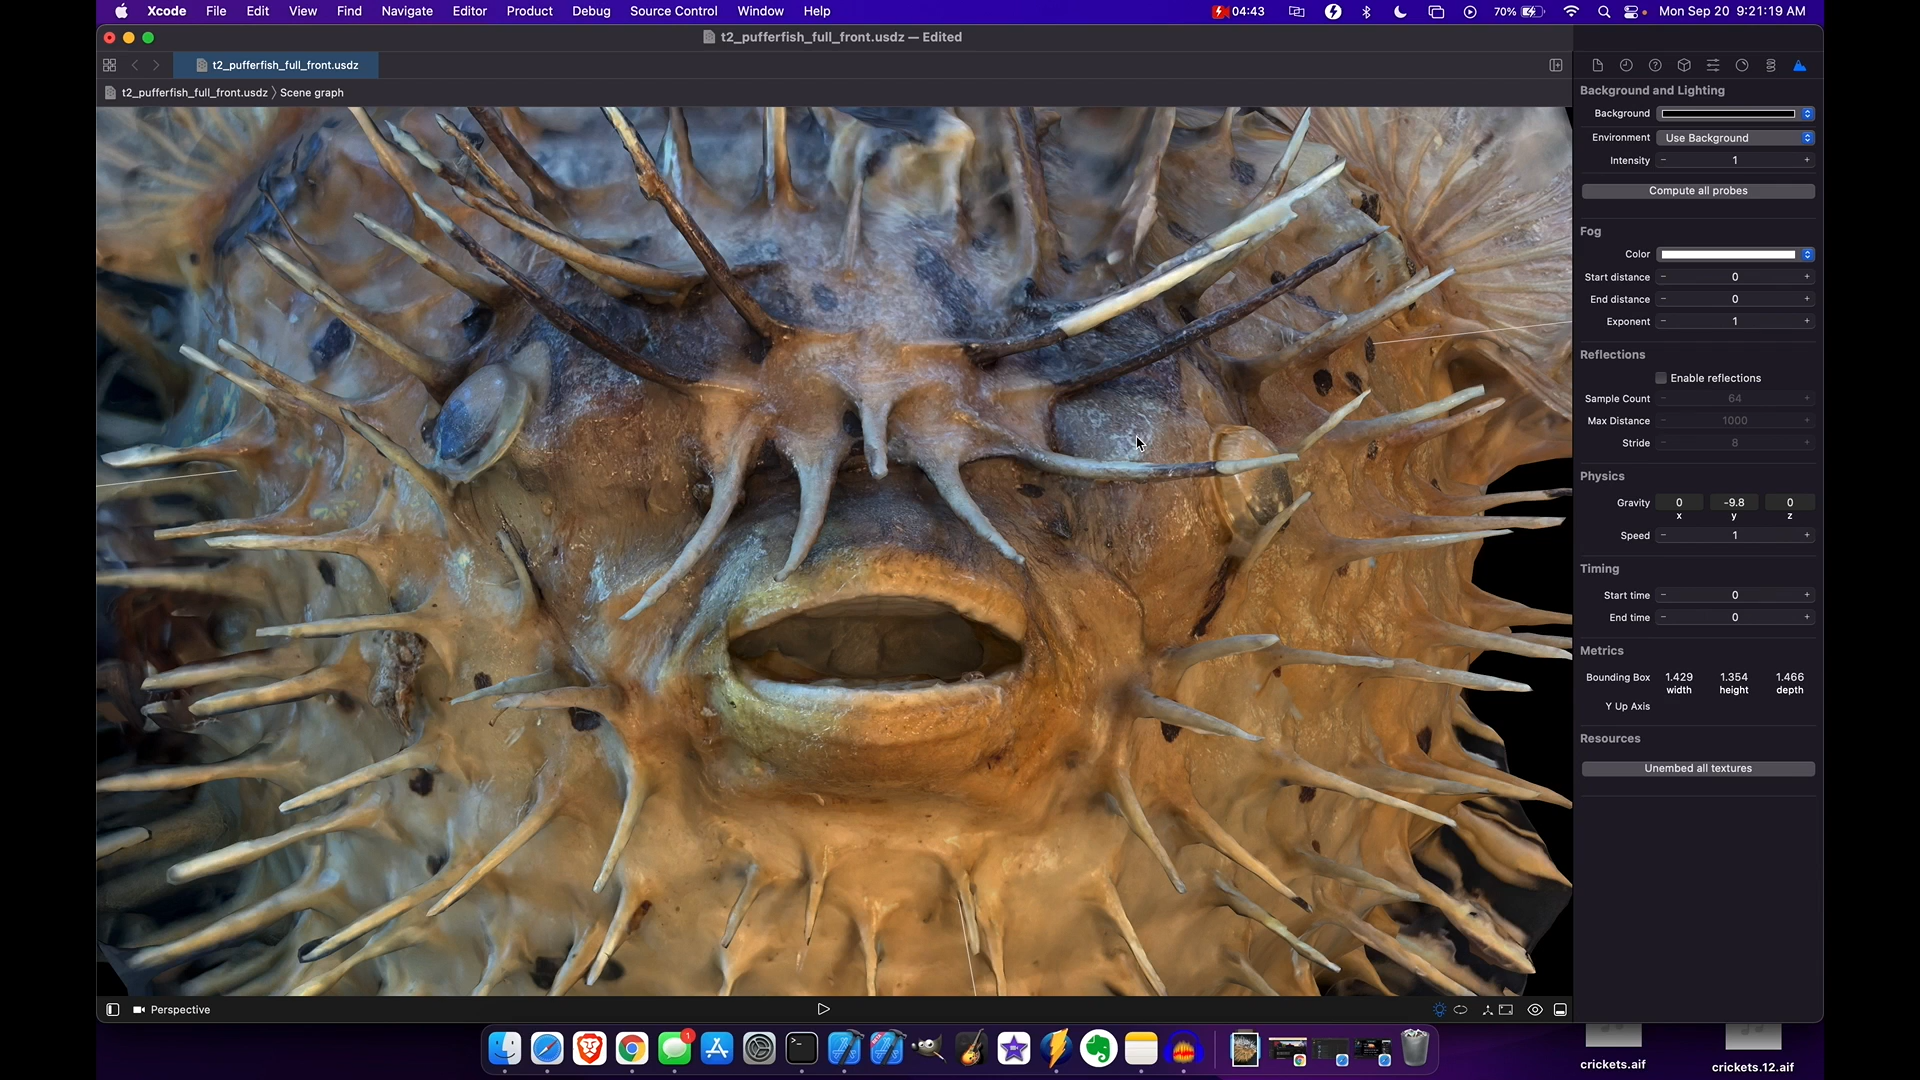 Xcode File Edit View Find Navigate Editor Product Debug Source Control Window Help 04:43 70% Mon Sep 20 9:21:19 AM
t2_pufferfish_full_front.usdz — Edited
t2_pufferfish_full_front.usdz
t2_pufferfish_full_front.usdz 〉 Scene graph
Background and Lighting
Background
Environment Use Background
Intensity − 1 +
Compute all probes
Fog
Color
Start distance − 0 +
End distance − 0 +
Exponent − 1 +
Reflections
Enable reflections
Sample Count − 64 +
Max Distance − 1000 +
Stride − 8 +
Physics
Gravity 0 -9.8 0
x y z
Speed − 1 +
Timing
Start time − 0 +
End time − 0 +
Metrics
Bounding Box 1.429 1.354 1.466
width height depth
Y Up Axis
Resources
Unembed all textures
Perspective
1
crickets.aif
crickets.12.aif